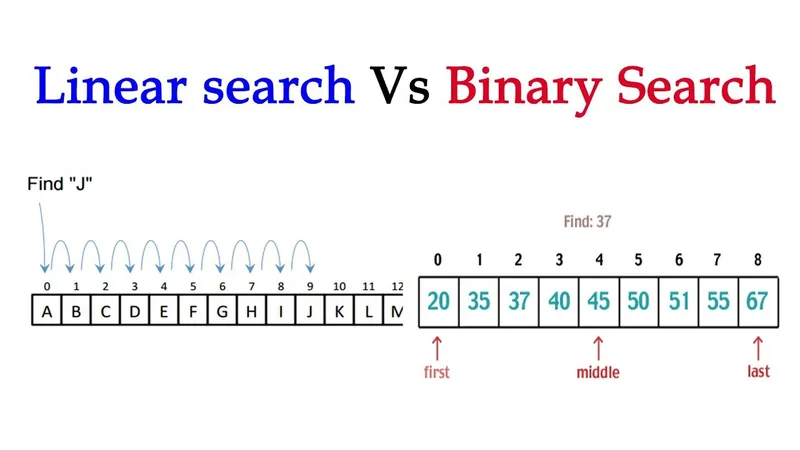 Linear search Vs Binary Search
Find "J"
0 1 2 3 4 5 6 7 8 9 10 11 12
A B C D E F G H I J K L M
Find: 37
0 1 2 3 4 5 6 7 8
20 35 37 40 45 50 51 55 67
first middle last